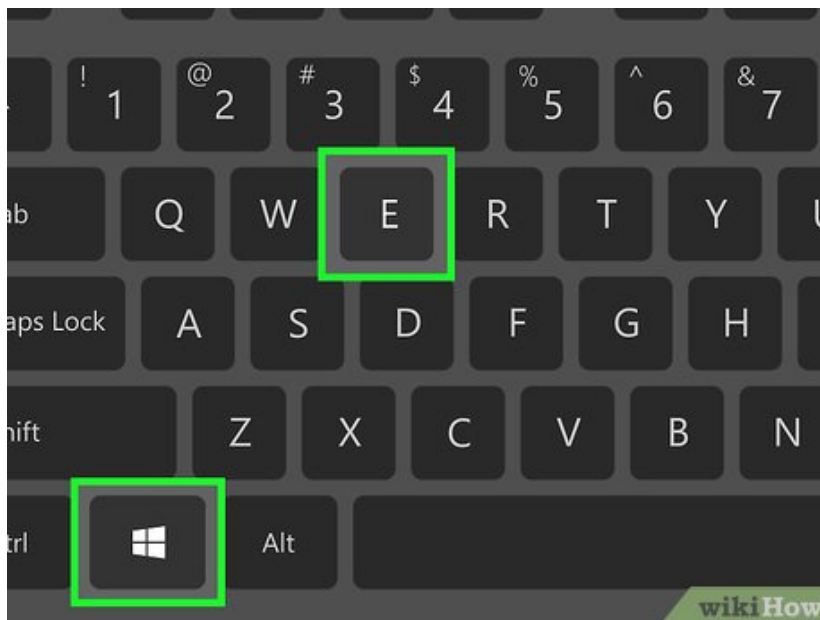 ! 1 @ 2 # 3 $ 4 % 5 ^ 6 & 7
ab Q W E R T Y
aps Lock A S D F G H
hift Z X C V B N
trl Alt
wikiHow